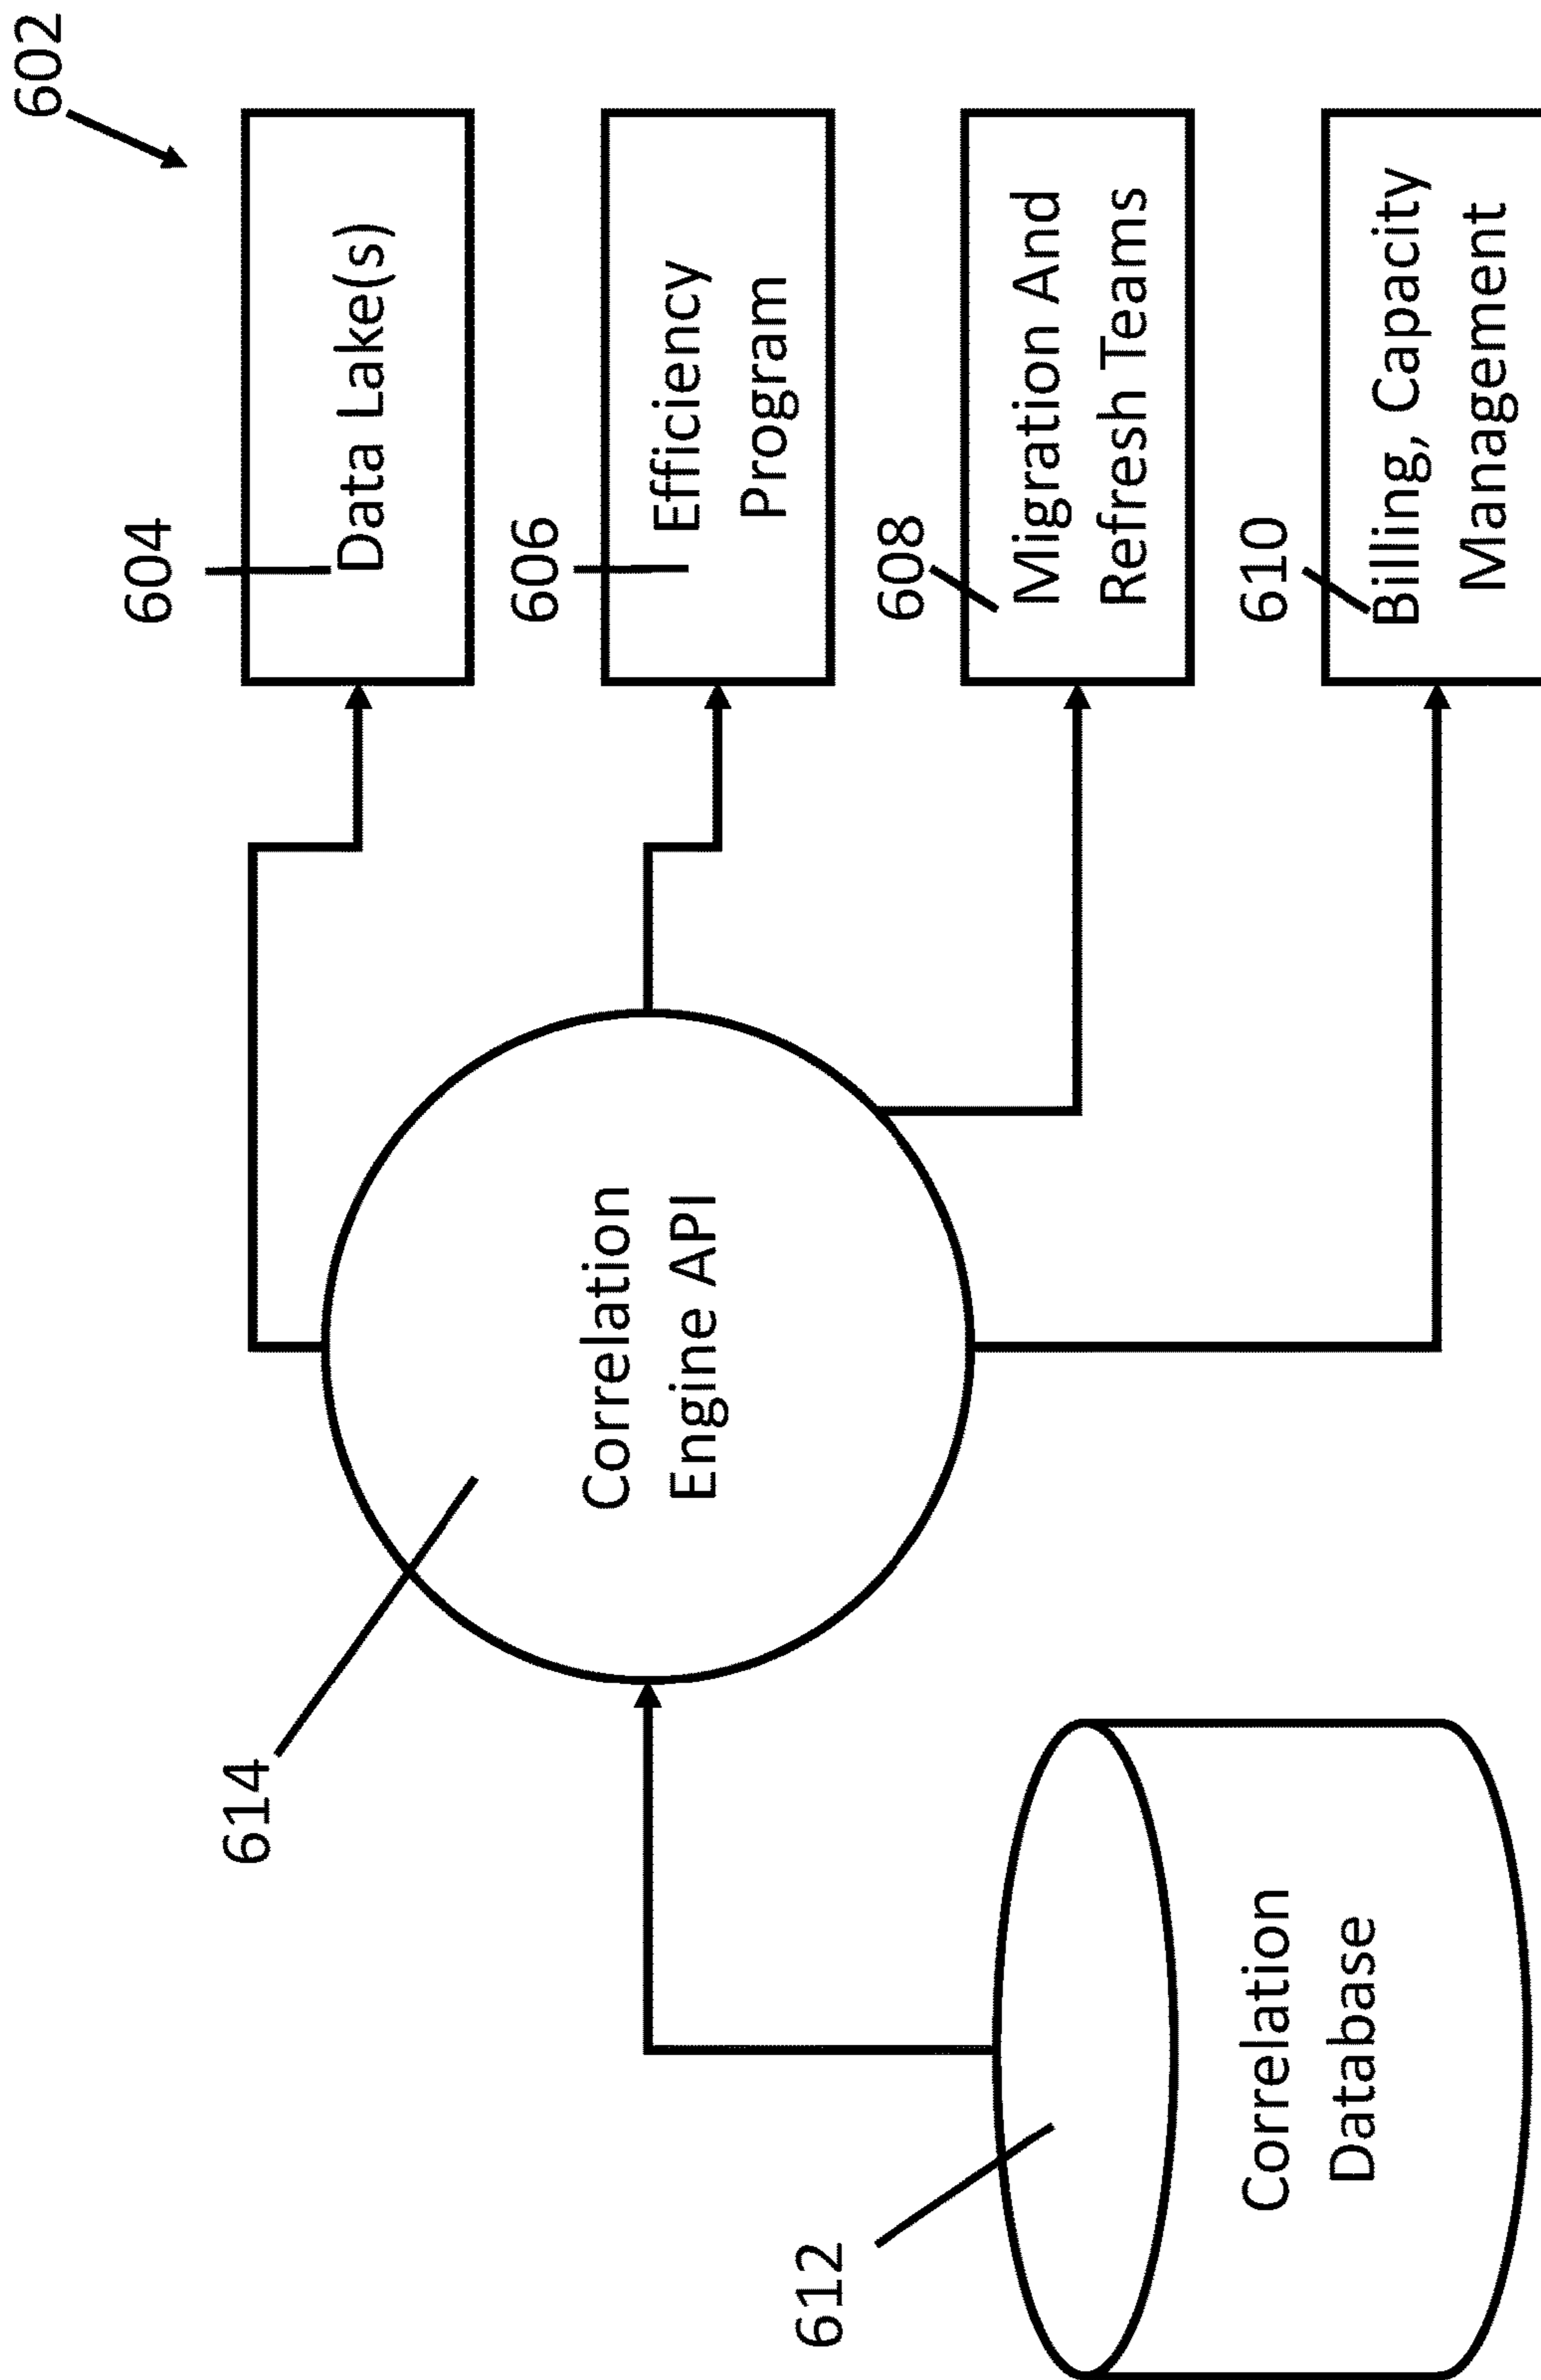 602
604
Data Lake(s)
606
Efficiency
Program
608
Migration And
Refresh Teams
610
Billing, Capacity
Management
614
Correlation
Engine API
612
Correlation
Database